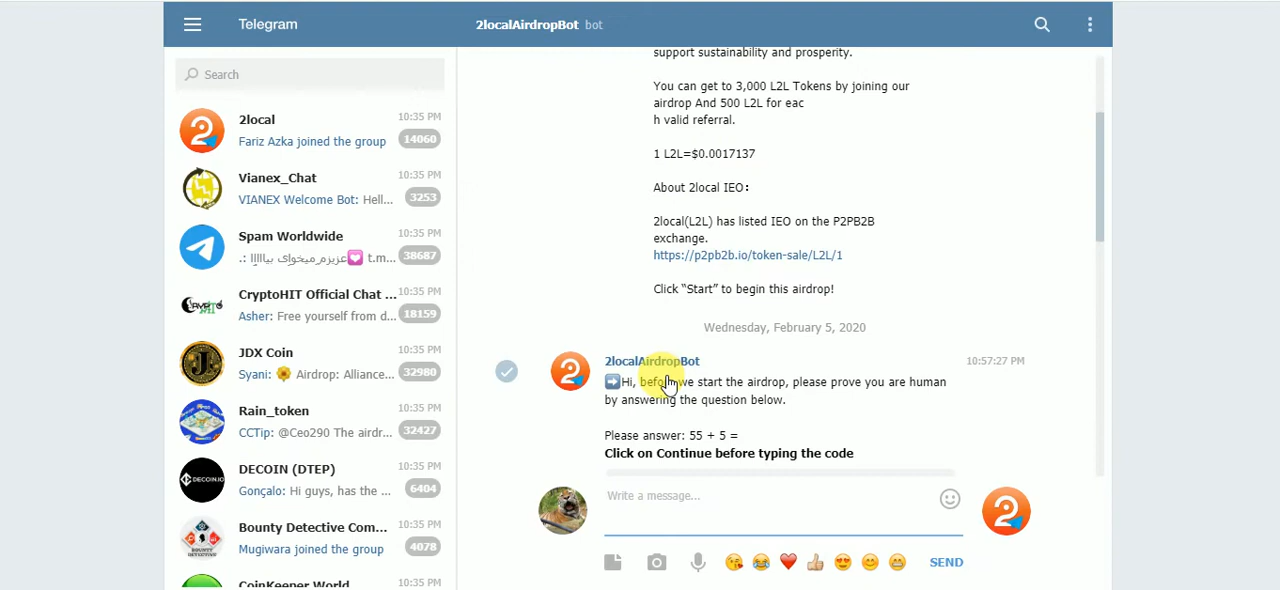 Telegram
2localAirdropBot bot
Search
2local
10:35 PM
Fariz Azka joined the group
14060
Vianex_Chat
10:35 PM
VIANEX Welcome Bot: Hell...
3253
Spam Worldwide
10:35 PM
t.m...
38687
CryptoHIT Official Chat ...
10:35 PM
Asher: Free yourself from d...
18159
JDX Coin
10:35 PM
Syani: 🌼 Airdrop: Alliance...
32980
Rain_token
10:35 PM
CCTip: @Ceo290 The airdr...
32427
DECOIN (DTEP)
10:35 PM
Gonçalo: Hi guys, has the ...
6404
Bounty Detective Com...
10:35 PM
Mugiwara joined the group
4078
CoinKeeper World
10:35 PM
support sustainability and prosperity.
You can get to 3,000 L2L Tokens by joining our
airdrop And 500 L2L for eac
h valid referral.
1 L2L=$0.0017137
About 2local IEO:
2local(L2L) has listed IEO on the P2PB2B
exchange.
https://p2pb2b.io/token-sale/L2L/1
Click “Start” to begin this airdrop!
Wednesday, February 5, 2020
2localAirdropBot
10:57:27 PM
➡️Hi, before we start the airdrop, please prove you are human
by answering the question below.
Please answer: 55 + 5 =
Click on Continue before typing the code
Write a message...
SEND